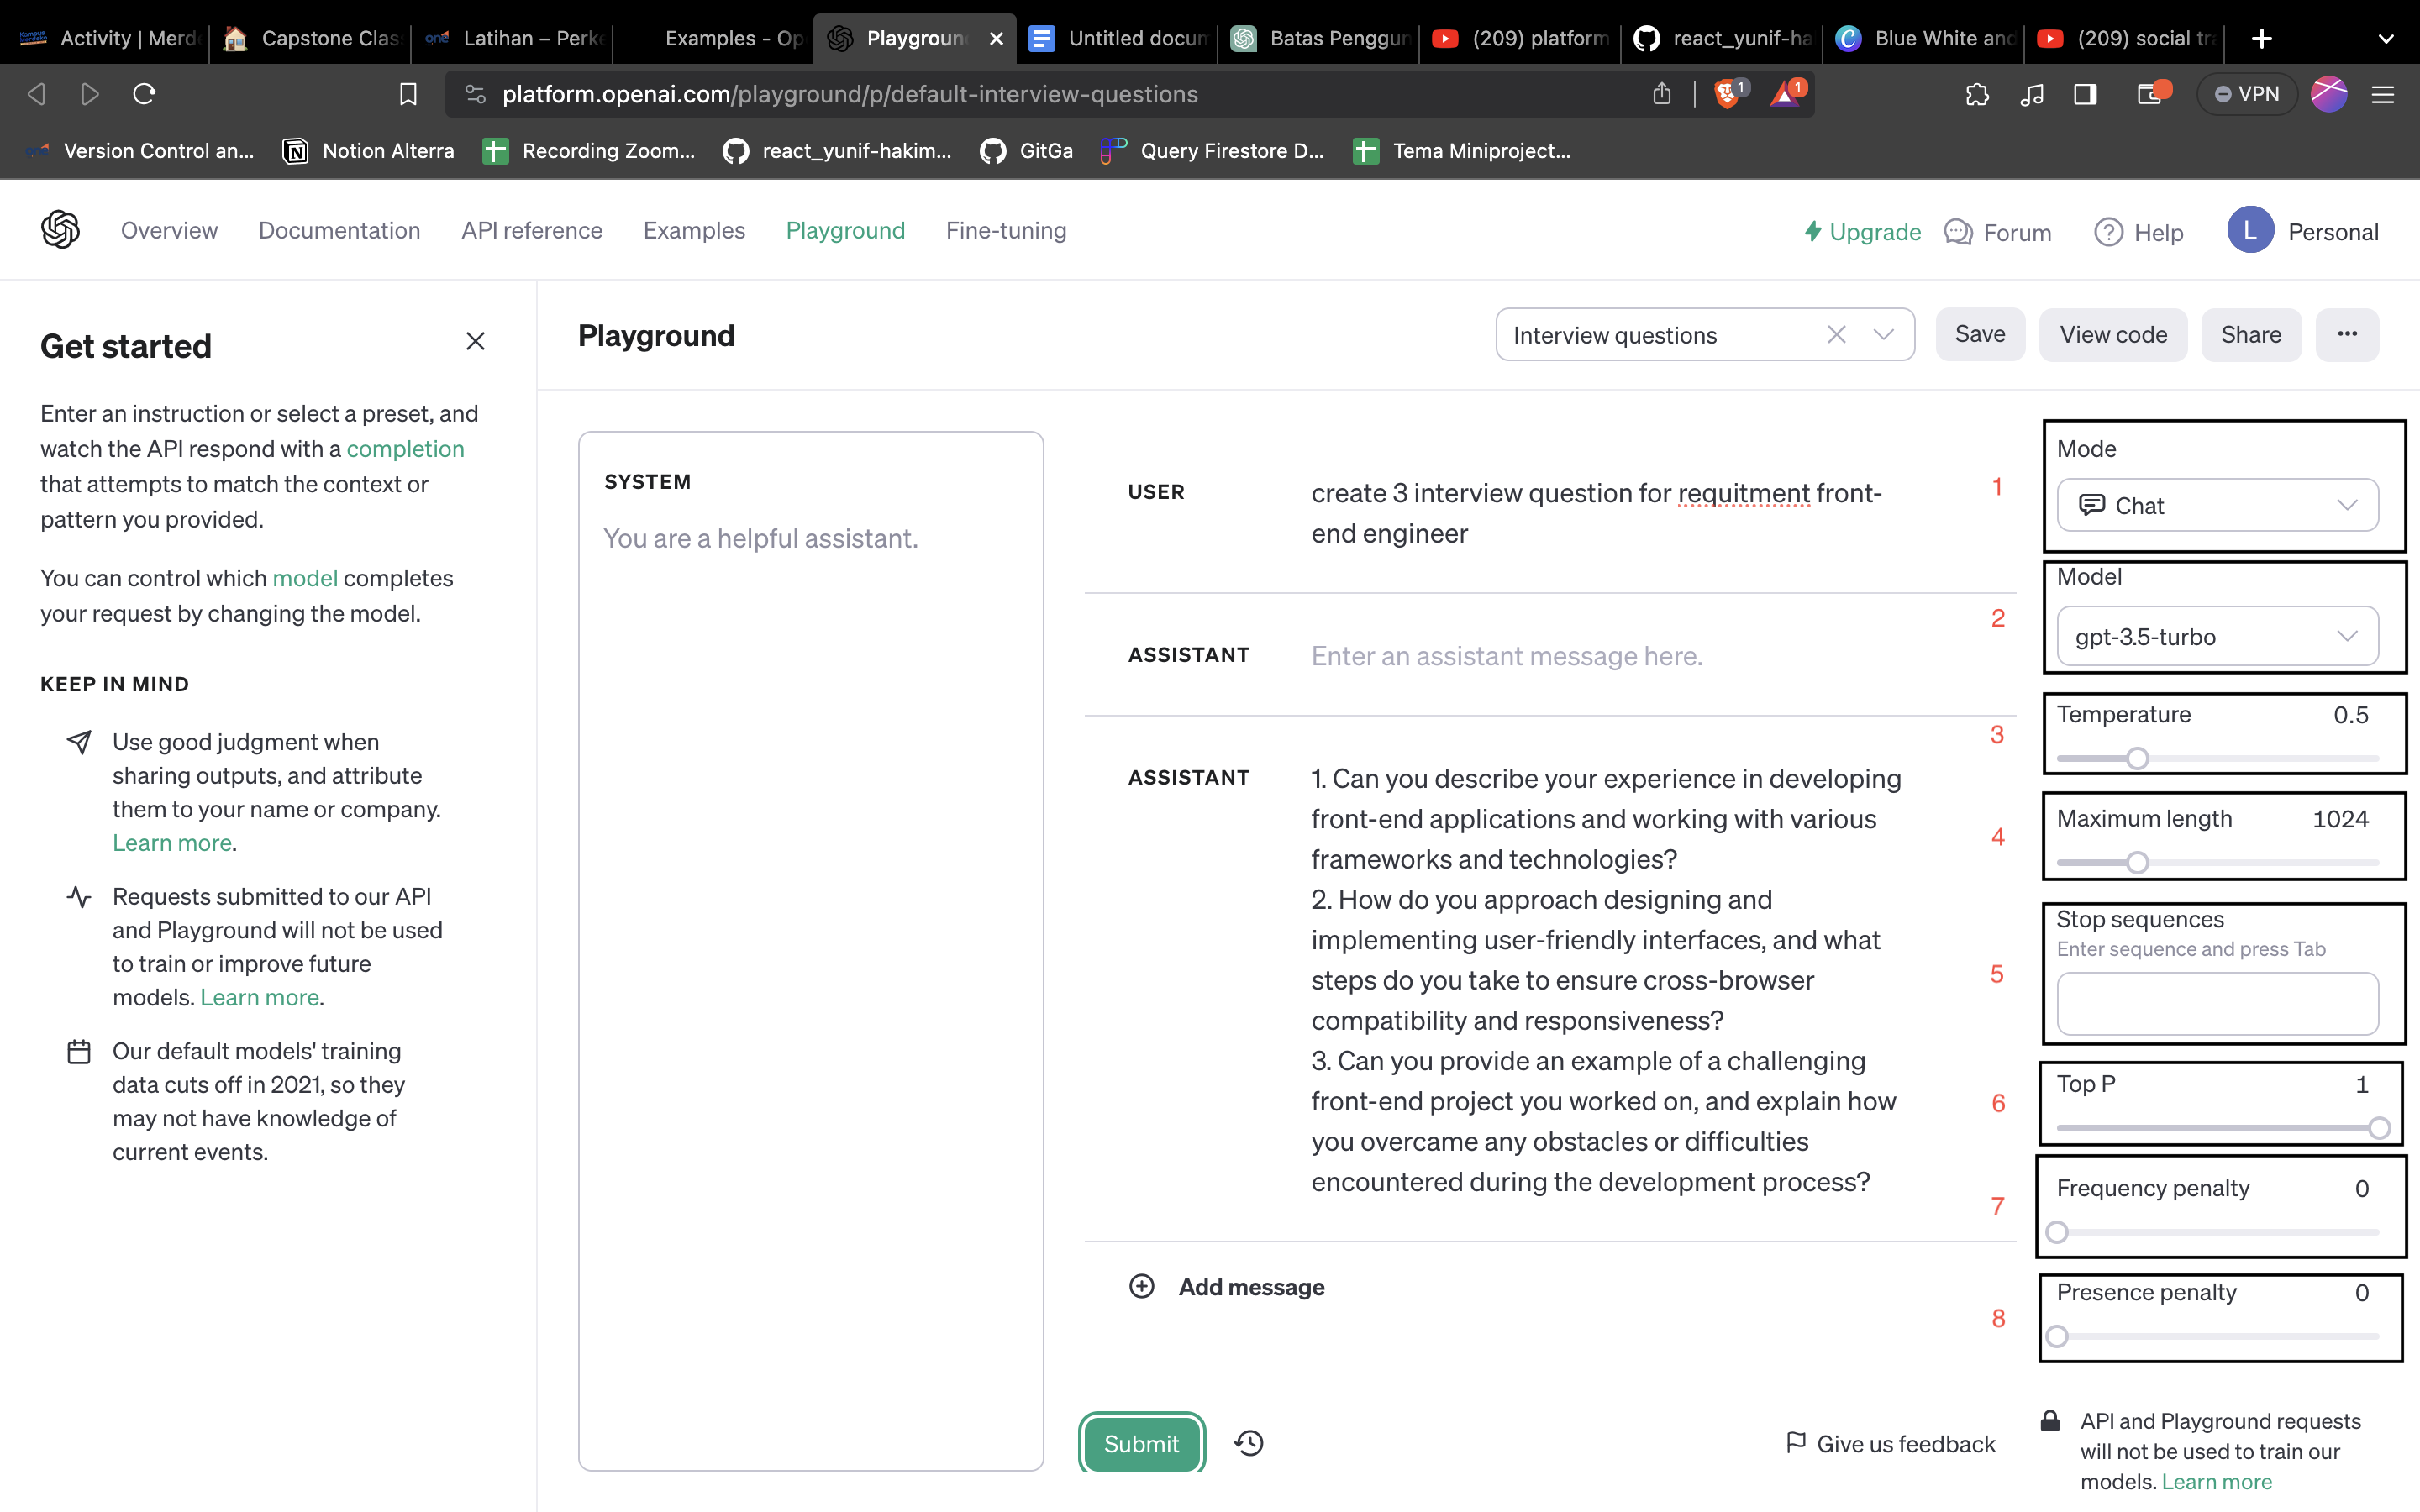 Kampus Merdeka Activity | Merd
Capstone Clas
one Latihan – Perke
Examples - Op
Playgroun
Untitled docum
Batas Penggun
(209) platform
react_yunif-ha
Blue White and
(209) social tr
platform.openai.com/playground/p/default-interview-questions
1
1
VPN
one Version Control an...
Notion Alterra
Recording Zoom...
react_yunif-hakim...
GitGa
Query Firestore D...
Tema Miniproject...
Overview
Documentation
API reference
Examples
Playground
Fine-tuning
Upgrade
Forum
Help
L Personal
Get started
Enter an instruction or select a preset, and
watch the API respond with a completion
that attempts to match the context or
pattern you provided.
You can control which model completes
your request by changing the model.
KEEP IN MIND
Use good judgment when
sharing outputs, and attribute
them to your name or company.
Learn more.
Requests submitted to our API
and Playground will not be used
to train or improve future
models. Learn more.
Our default models' training
data cuts off in 2021, so they
may not have knowledge of
current events.
Playground
Interview questions
Save
View code
Share
...
SYSTEM
You are a helpful assistant.
USER
create 3 interview question for requitment front-
end engineer
ASSISTANT
Enter an assistant message here.
ASSISTANT
1. Can you describe your experience in developing
front-end applications and working with various
frameworks and technologies?
2. How do you approach designing and
implementing user-friendly interfaces, and what
steps do you take to ensure cross-browser
compatibility and responsiveness?
3. Can you provide an example of a challenging
front-end project you worked on, and explain how
you overcame any obstacles or difficulties
encountered during the development process?
Add message
Submit
Give us feedback
1
Mode
Chat
2
Model
gpt-3.5-turbo
3
Temperature 0.5
4
Maximum length 1024
5
Stop sequences
Enter sequence and press Tab
6
Top P 1
7
Frequency penalty 0
8
Presence penalty 0
API and Playground requests
will not be used to train our
models. Learn more